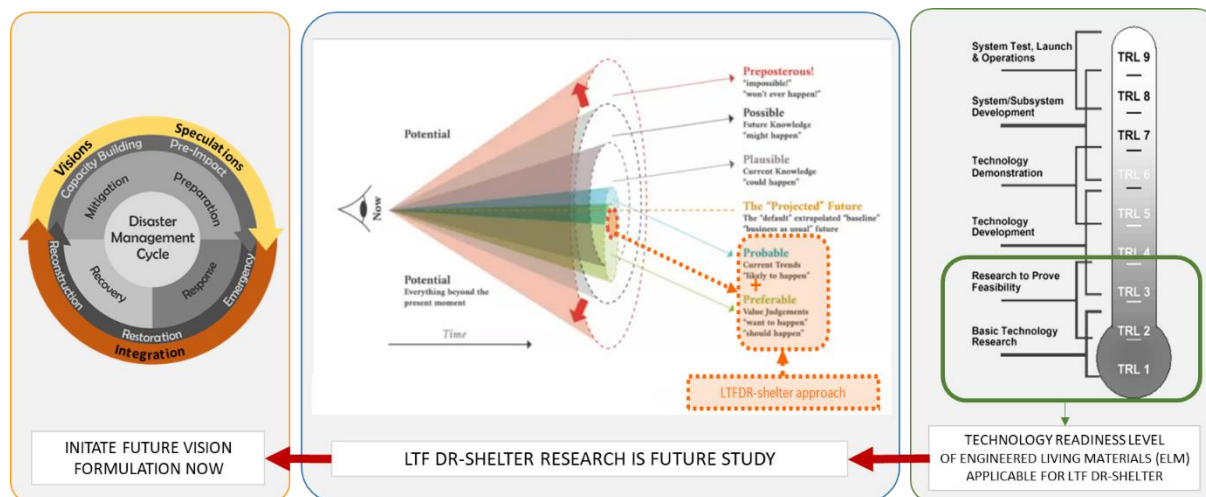 Visions
Speculations
Capacity Building
Pre-Impact
Mitigation
Preparation
Disaster
Management
Cycle
Recovery
Response
Reconstruction
Emergency
Restoration
Integration
INITATE FUTURE VISION
FORMULATION NOW
Potential
Now
Potential
Everything beyond the
present moment
Time
Preposterous!
"impossible!"
"won't ever happen!"
Possible
Future Knowledge
"might happen"
Plausible
Current Knowledge
"could happen"
The "Projected" Future
The "default" extrapolated "baseline"
"business as usual" future
Probable
Current Trends
"likely to happen"
+
Preferable
Value Judgements
"want to happen"
"should happen"
LTFDR-shelter approach
LTF DR-SHELTER RESEARCH IS FUTURE STUDY
System Test, Launch
& Operations
System/Subsystem
Development
Technology
Demonstration
Technology
Development
Research to Prove
Feasibility
Basic Technology
Research
TRL 9
TRL 8
TRL 7
TRL 6
TRL 5
TRL 4
TRL 3
TRL 2
TRL 1
TECHNOLOGY READINESS LEVEL
OF ENGINEERED LIVING MATERIALS (ELM)
APPLICABLE FOR LTF DR-SHELTER